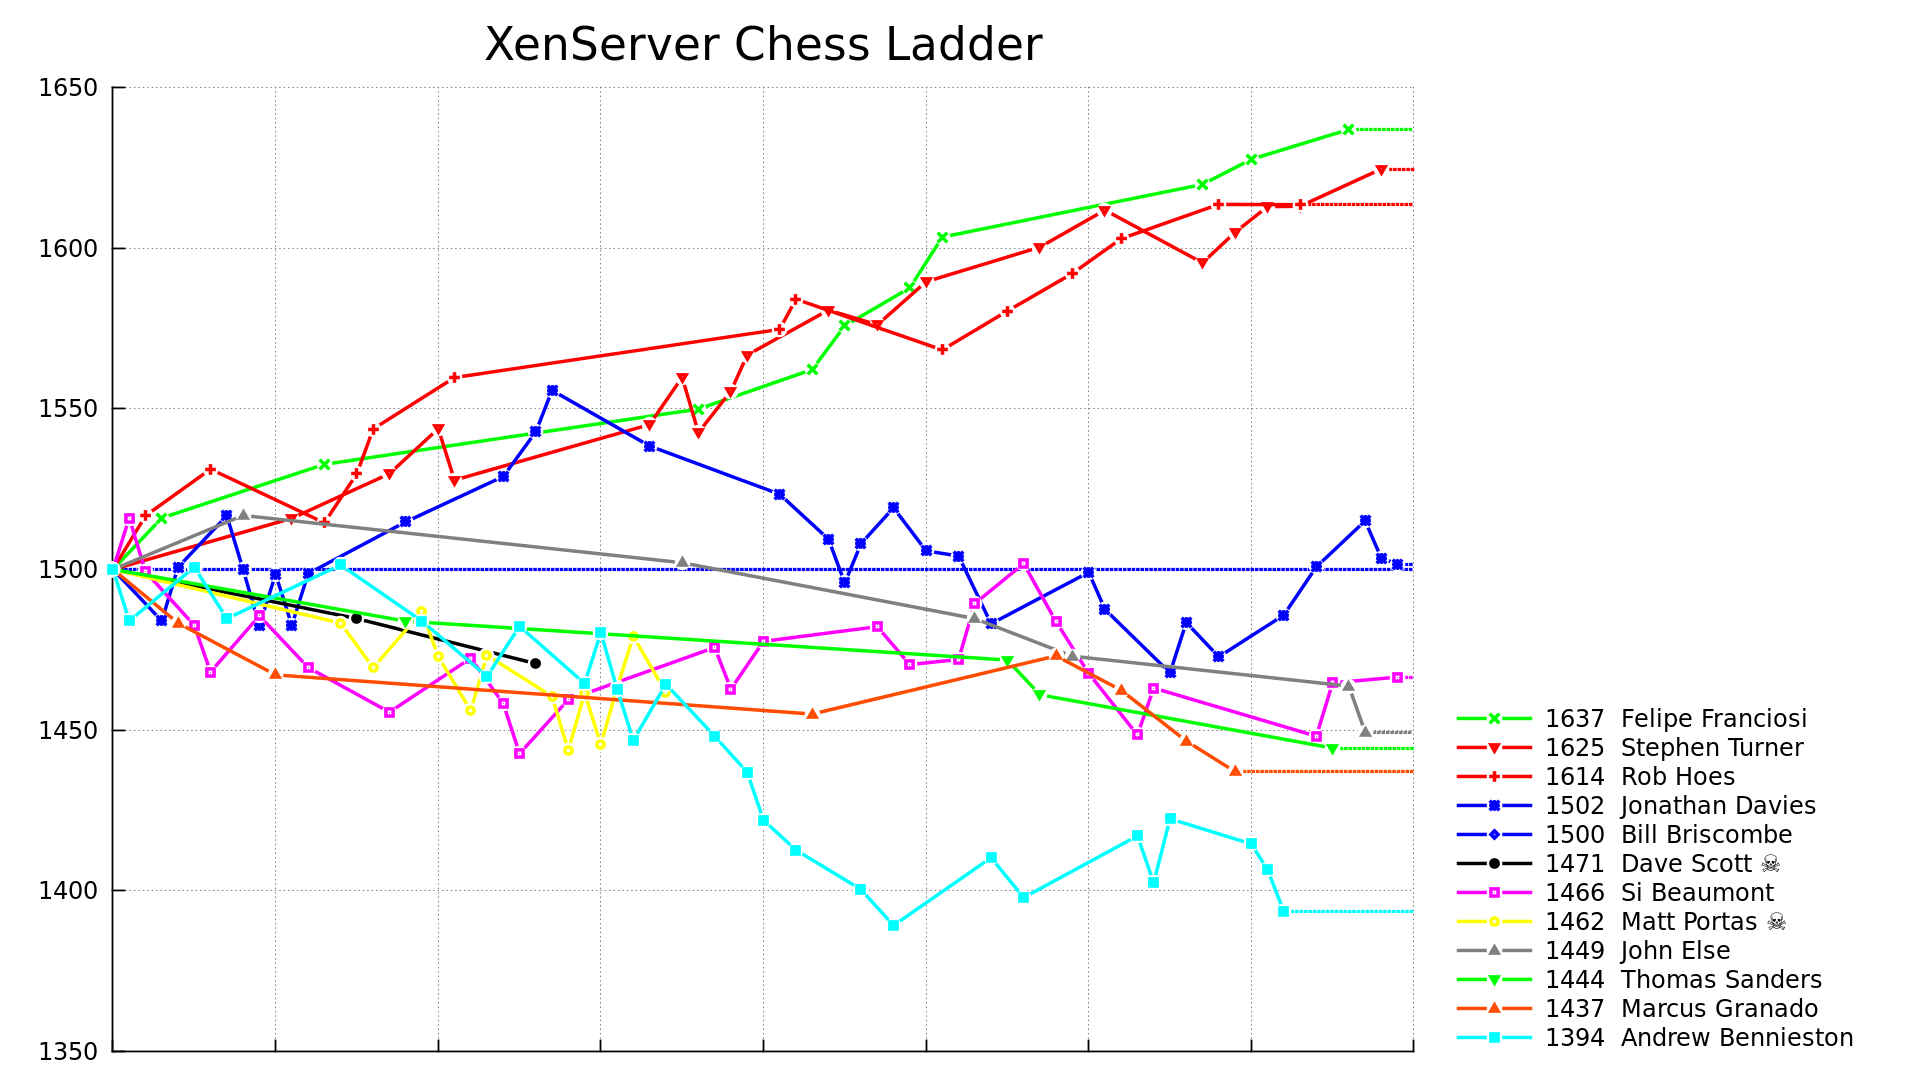 XenServer Chess Ladder
1650
1600
1550
1500
1450
1400
1350
1637 Felipe Franciosi
1625 Stephen Turner
1614 Rob Hoes
1502 Jonathan Davies
1500 Bill Briscombe
1471 Dave Scott ☠
1466 Si Beaumont
1462 Matt Portas ☠
1449 John Else
1444 Thomas Sanders
1437 Marcus Granado
1394 Andrew Bennieston